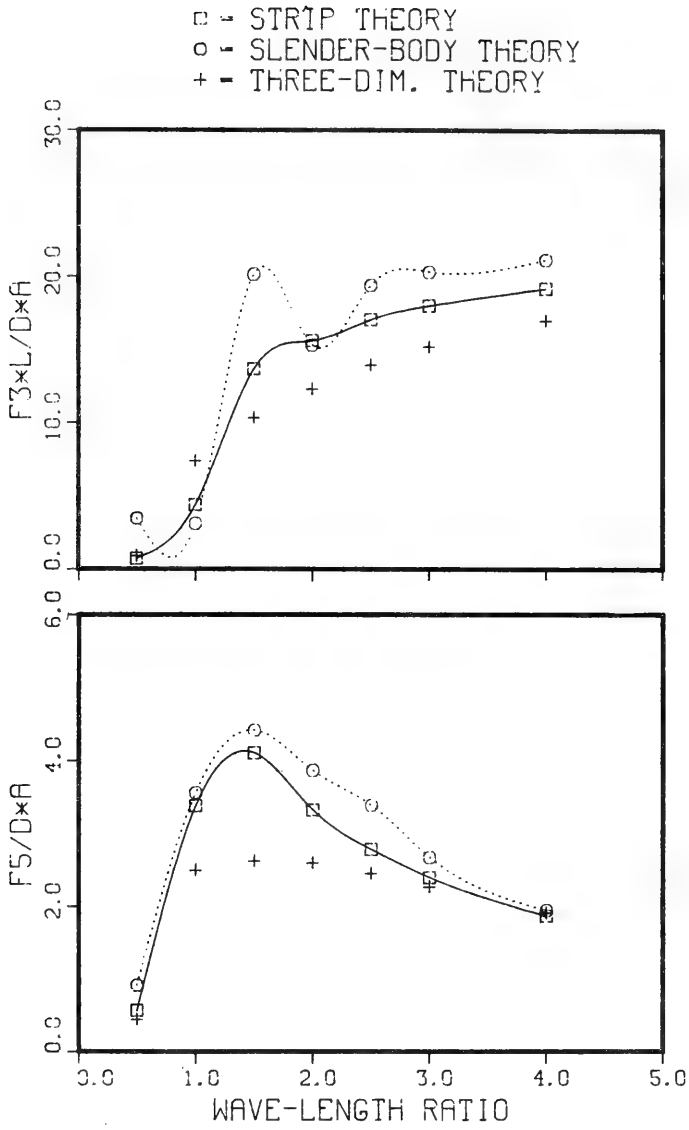 □ - STRIP THEORY
○ - SLENDER-BODY THEORY
+ - THREE-DIM. THEORY
30.0
20.0
10.0
0.0
F3*L/D*A
6.0
4.0
2.0
0.0
F5/D*A
0.0 1.0 2.0 3.0 4.0 5.0
WAVE-LENGTH RATIO